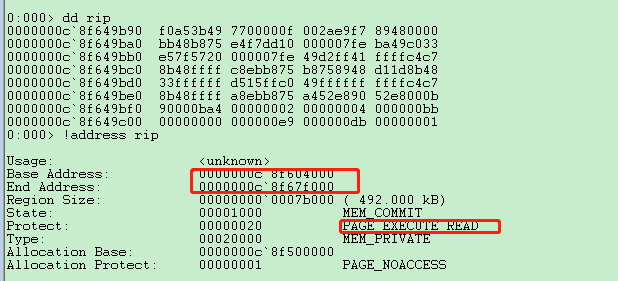 0:000> dd rip
0000000c`8f649b90  f0a53b49 7700000f 002ae9f7 89480000
0000000c`8f649ba0  bb48b875 e4f7dd10 000007fe ba49c033
0000000c`8f649bb0  e57f5720 000007fe 49d2ff41 ffffc4c7
0000000c`8f649bc0  8b48ffff c8ebb875 b8758948 d11d8b48
0000000c`8f649bd0  33ffffff d515ffc0 49ffffff ffffc4c7
0000000c`8f649be0  8b48ffff a8ebb875 a452e890 52e8000b
0000000c`8f649bf0  90000ba4 00000002 00000004 000000bb
0000000c`8f649c00  00000000 000000e9 000000db 00000001
0:000> !address rip
Usage:                  <unknown>
Base Address:           0000000c`8f604000
End Address:            0000000c`8f67f000
Region Size:            00000000`0007b000 ( 492.000 kB)
State:                  00001000          MEM_COMMIT
Protect:                00000020          PAGE_EXECUTE_READ
Type:                   00020000          MEM_PRIVATE
Allocation Base:        0000000c`8f500000
Allocation Protect:     00000001          PAGE_NOACCESS